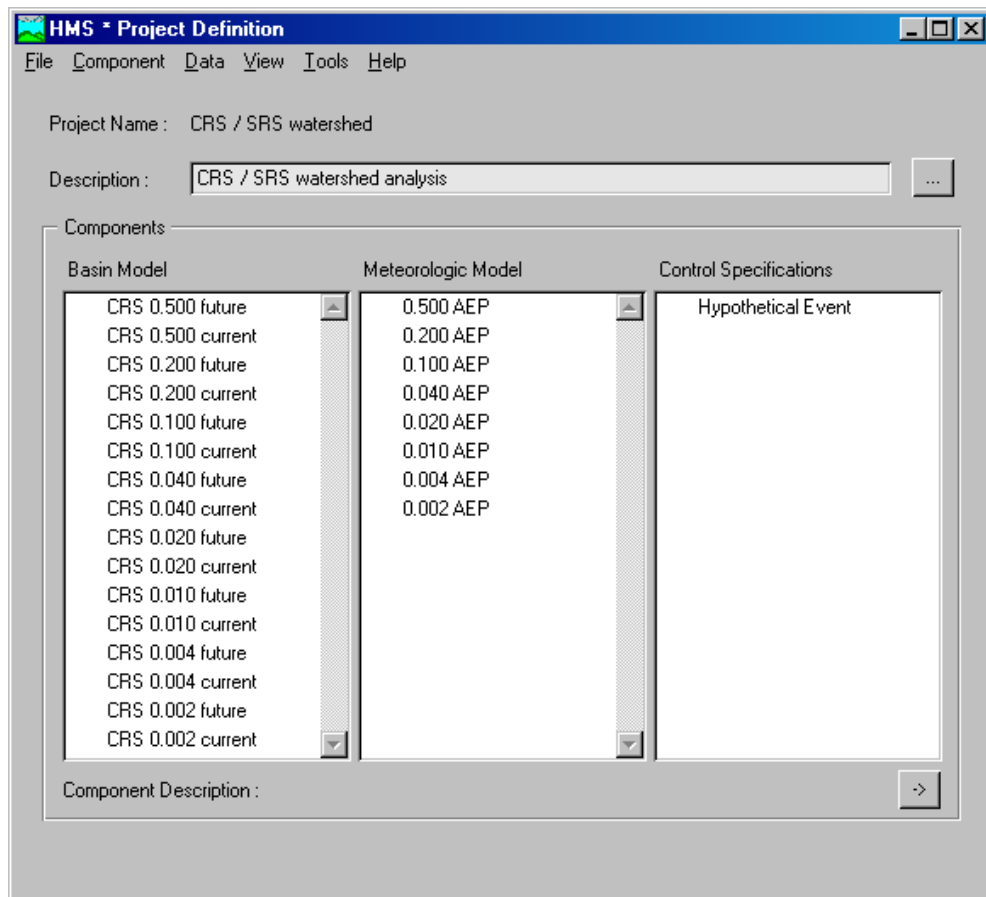 HMS * Project Definition
File Component Data View Tools Help
Project Name : CRS / SRS watershed
Description : CRS / SRS watershed analysis ...
Components
Basin Model Meteorologic Model Control Specifications
CRS 0.500 future 0.500 AEP Hypothetical Event
CRS 0.500 current 0.200 AEP
CRS 0.200 future 0.100 AEP
CRS 0.200 current 0.040 AEP
CRS 0.100 future 0.020 AEP
CRS 0.100 current 0.010 AEP
CRS 0.040 future 0.004 AEP
CRS 0.040 current 0.002 AEP
CRS 0.020 future
CRS 0.020 current
CRS 0.010 future
CRS 0.010 current
CRS 0.004 future
CRS 0.004 current
CRS 0.002 future
CRS 0.002 current
Component Description : ->